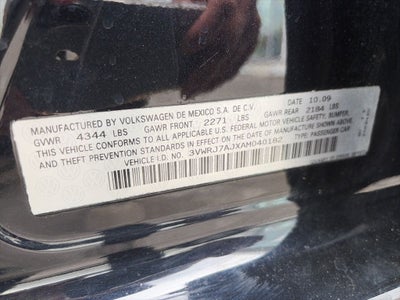 MANUFACTURED BY VOLKSWAGEN DE MEXICO S.A. DE C.V. DATE 10.09
GVWR 4344 LBS GAWR FRONT 2271 LBS GAWR REAR 2184 LBS
THIS VEHICLE CONFORMS TO ALL APPLICABLE U.S. FEDERAL MOTOR VEHICLE SAFETY, BUMPER,
AND THEFT PREVENTION STANDARDS IN EFFECT ON THE DATE OF MANUFACTURE SHOWN ABOVE.
VEHICLE I.D. NO.: 3VWRJ7AJXAM040182 TYPE: PASSENGER CAR